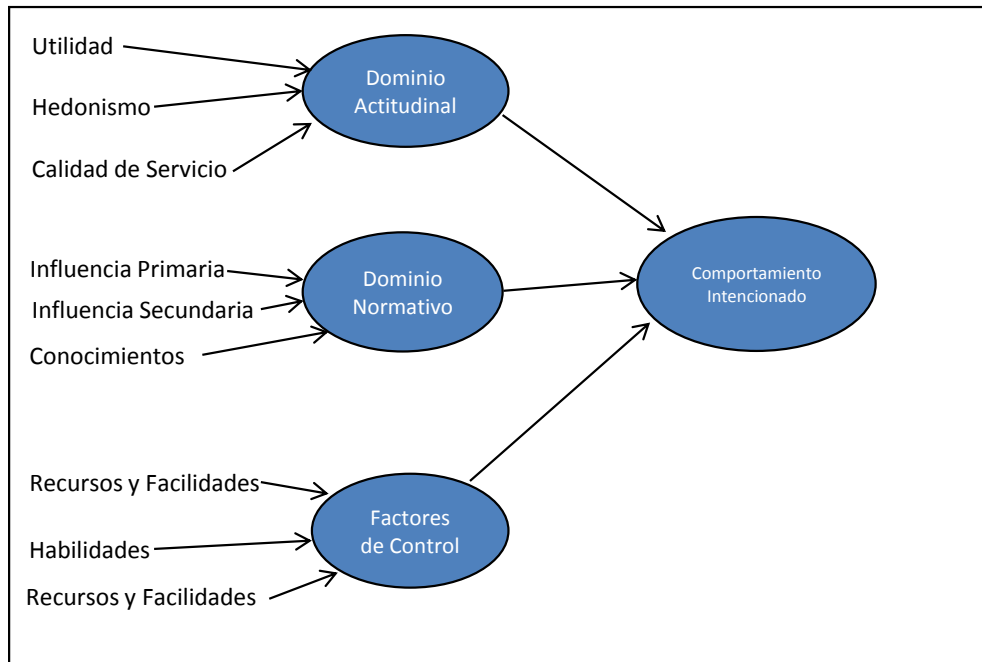 Utilidad
Hedonismo
Calidad de Servicio
Dominio
Actitudinal
Influencia Primaria
Influencia Secundaria
Conocimientos
Dominio
Normativo
Comportamiento
Intencionado
Recursos y Facilidades
Habilidades
Recursos y Facilidades
Factores
de Control